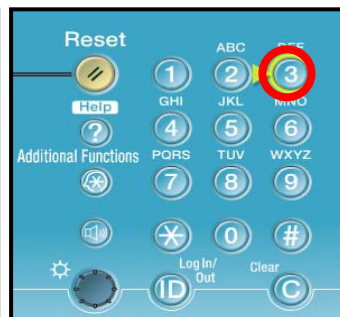 Reset
ABC DEF
1 2 3
Help
GHI JKL MNO
? 4 5 6
Additional Functions PQRS TUV WXYZ
7 8 9
* 0 #
Log In/
Out
Clear
ID C